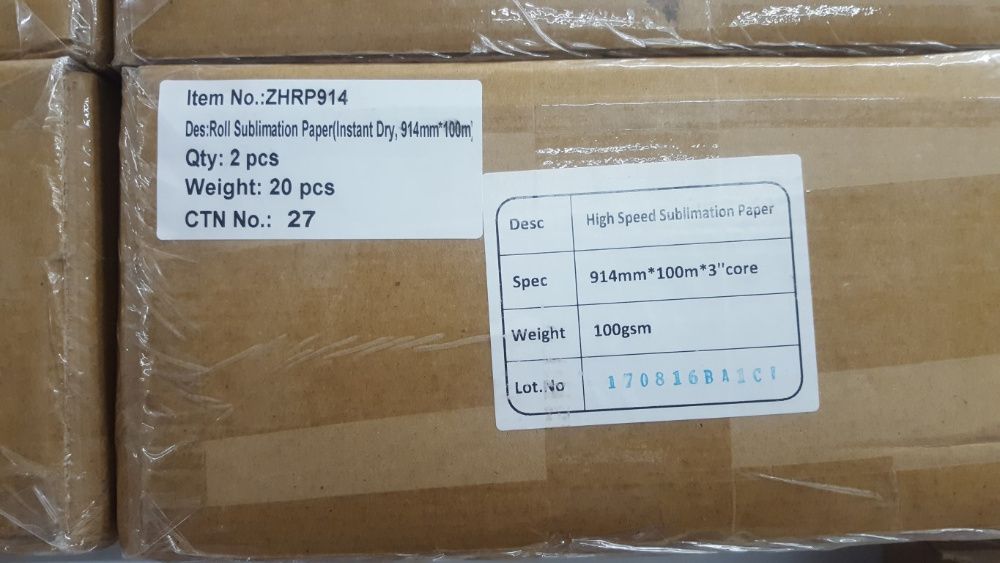 Item No.:ZHRP914
Des:Roll Sublimation Paper(Instant Dry, 914mm*100m)
Qty: 2 pcs
Weight: 20 pcs
CTN No.: 27
Desc High Speed Sublimation Paper
Spec 914mm*100m*3"core
Weight 100gsm
Lot.No 170816BA1C1